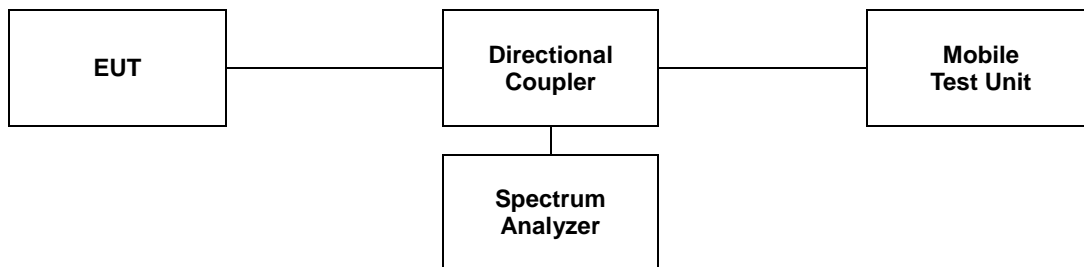 EUT
Directional
Coupler
Mobile
Test Unit
Spectrum
Analyzer